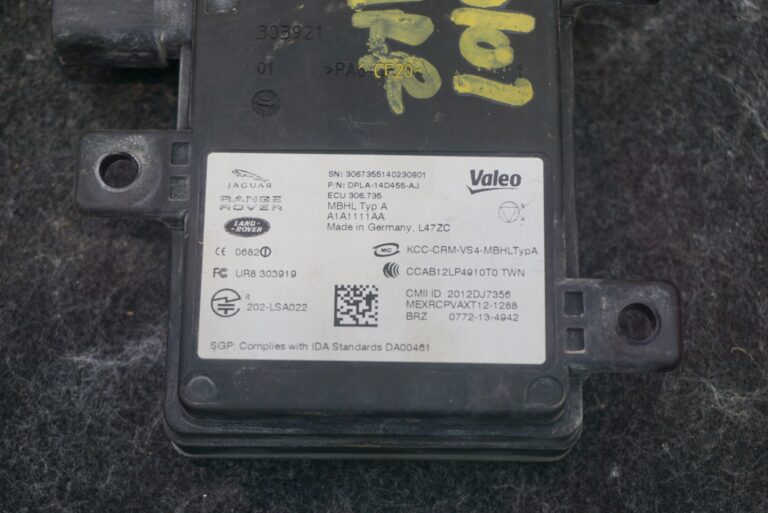 303921
01 >PA6-GF20<
JAGUAR
RANGE
ROVER
LAND-
ROVER
SN: 3067355140230801
P/N: DPLA-14D455-AJ
ECU 306.735
MBHL Typ A
A1A1111AA
Made in Germany, L47ZC
Valeo
CE 0682
FC UR8 303919
R
202-LSA022
MIC KCC-CRM-VS4-MBHLTypA
CCAB12LP4910T0 TWN
CMII ID 2012DJ7356
MEXRCPVAXT12-1288
BRZ 0772-13-4942
SGP: Complies with IDA Standards DA00461